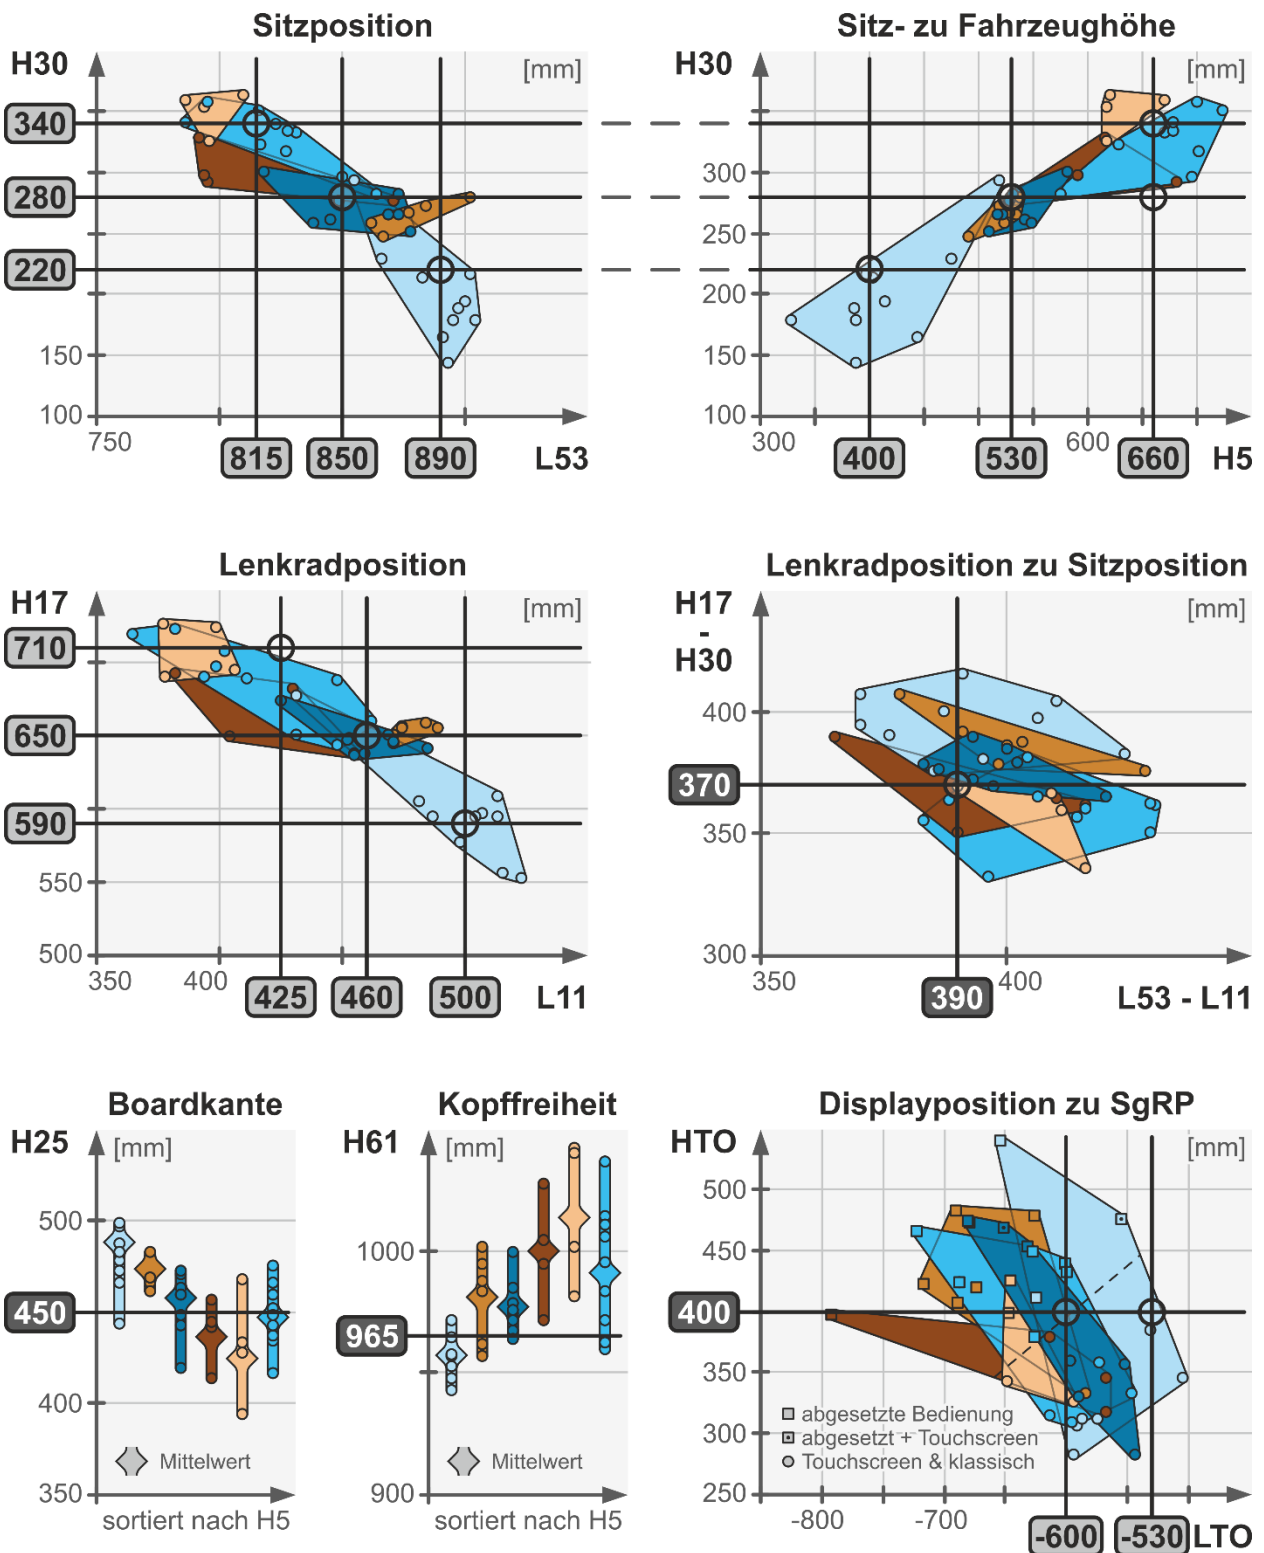 Sitzposition
H30
[mm]
340
280
220
150
100
750
815
850
890
L53
Sitz- zu Fahrzeughöhe
H30
[mm]
300
250
200
150
100
300
400
530
600
660
H5
Lenkradposition
H17
[mm]
710
650
590
550
500
350
400
425
460
500
L11
Lenkradposition zu Sitzposition
H17
-
H30
[mm]
400
370
350
300
350
390
400
L53 - L11
Boardkante
H25
[mm]
500
450
400
350
Mittelwert
sortiert nach H5
Kopffreiheit
H61
[mm]
1000
965
900
Mittelwert
sortiert nach H5
Displayposition zu SgRP
HTO
[mm]
500
450
400
350
300
250
abgesetzte Bedienung
abgesetzt + Touchscreen
Touchscreen & klassisch
-800
-700
-600
-530
LTO